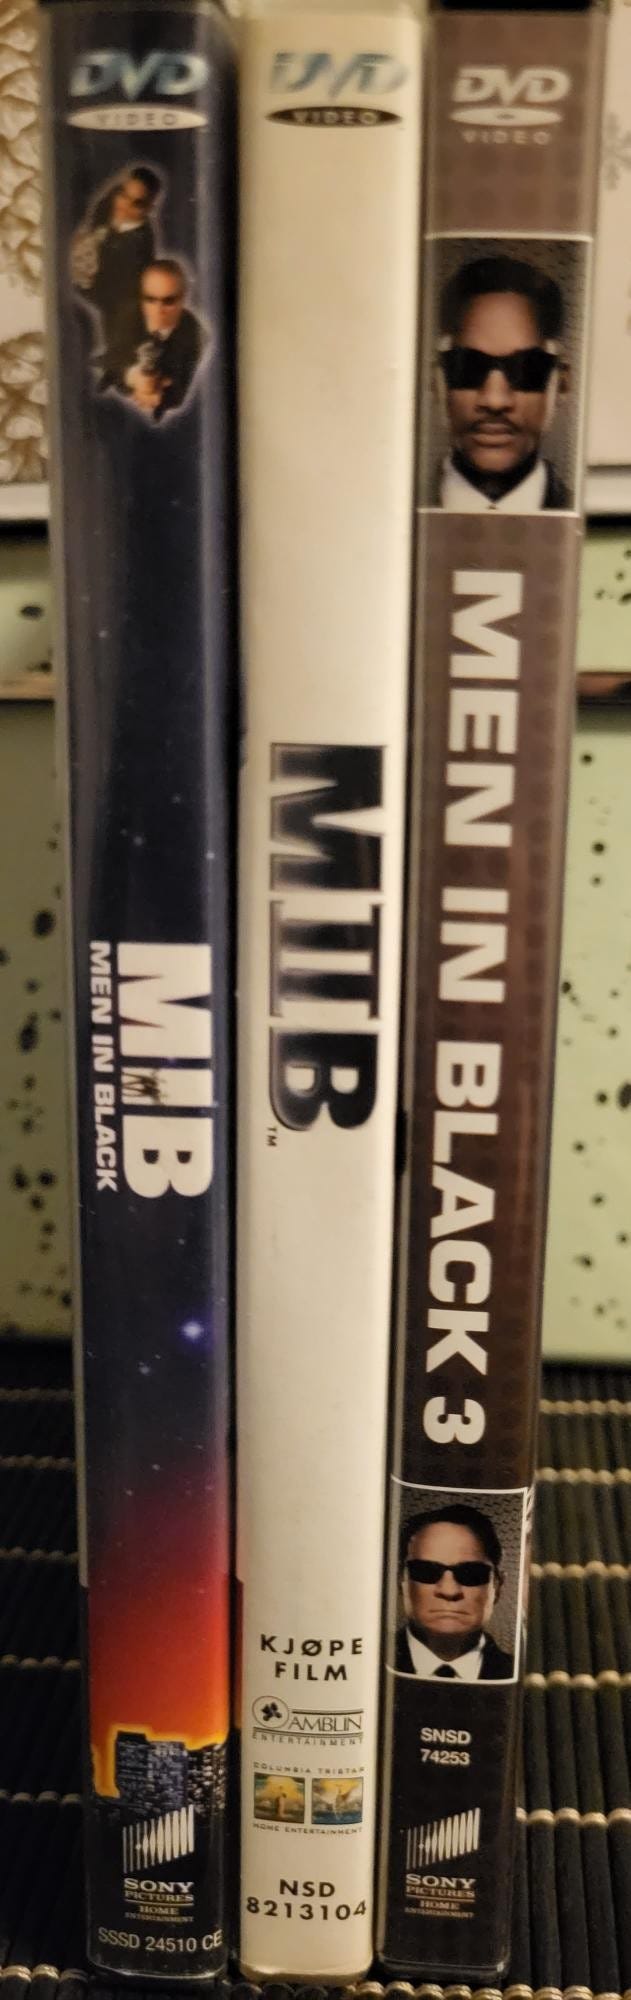 DVD
VIDEO
MIB
MEN IN BLACK
SONY
PICTURES
HOME
ENTERTAINMENT
SSSD 24510 CE
DVD
VIDEO
MIIB
TM
KJØPE
FILM
AMBLIN
ENTERTAINMENT
COLUMBIA TRISTAR
HOME ENTERTAINMENT
NSD
8213104
DVD
VIDEO
MEN IN BLACK 3
SNSD
74253
SONY
PICTURES
HOME
ENTERTAINMENT